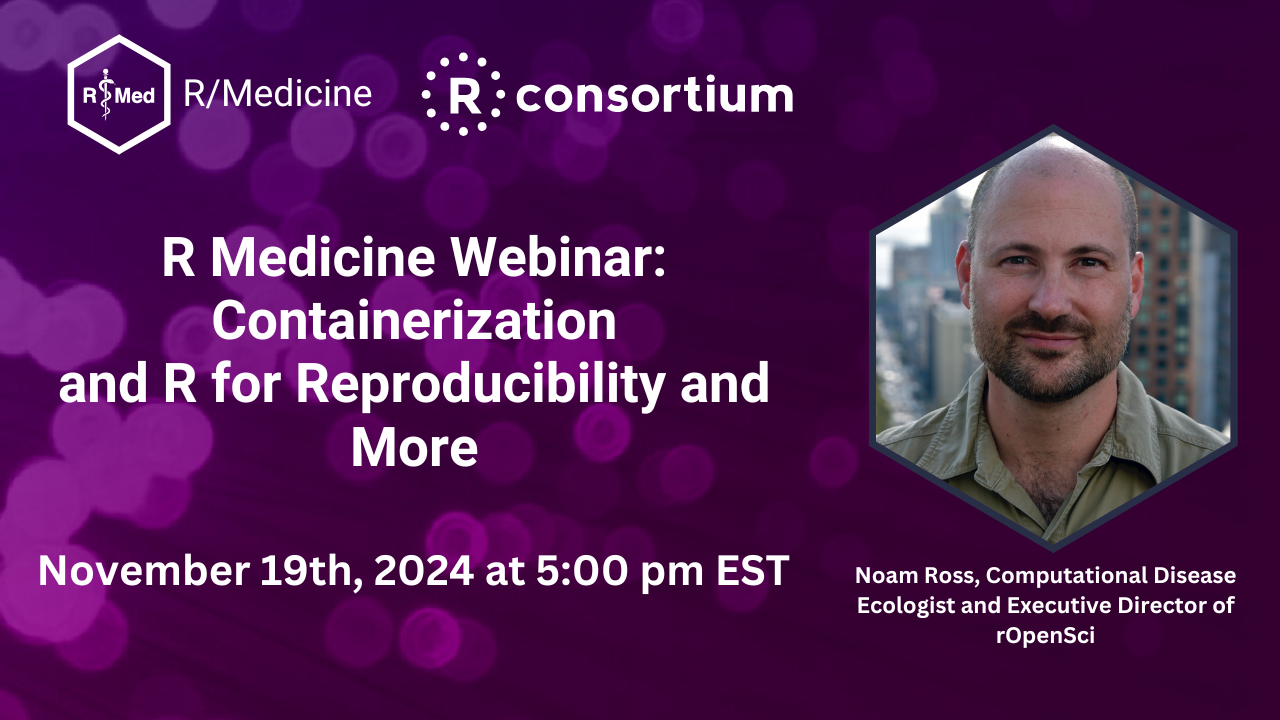 R Med R/Medicine
R consortium
R Medicine Webinar:
Containerization
and R for Reproducibility and
More
November 19th, 2024 at 5:00 pm EST
Noam Ross, Computational Disease
Ecologist and Executive Director of
rOpenSci